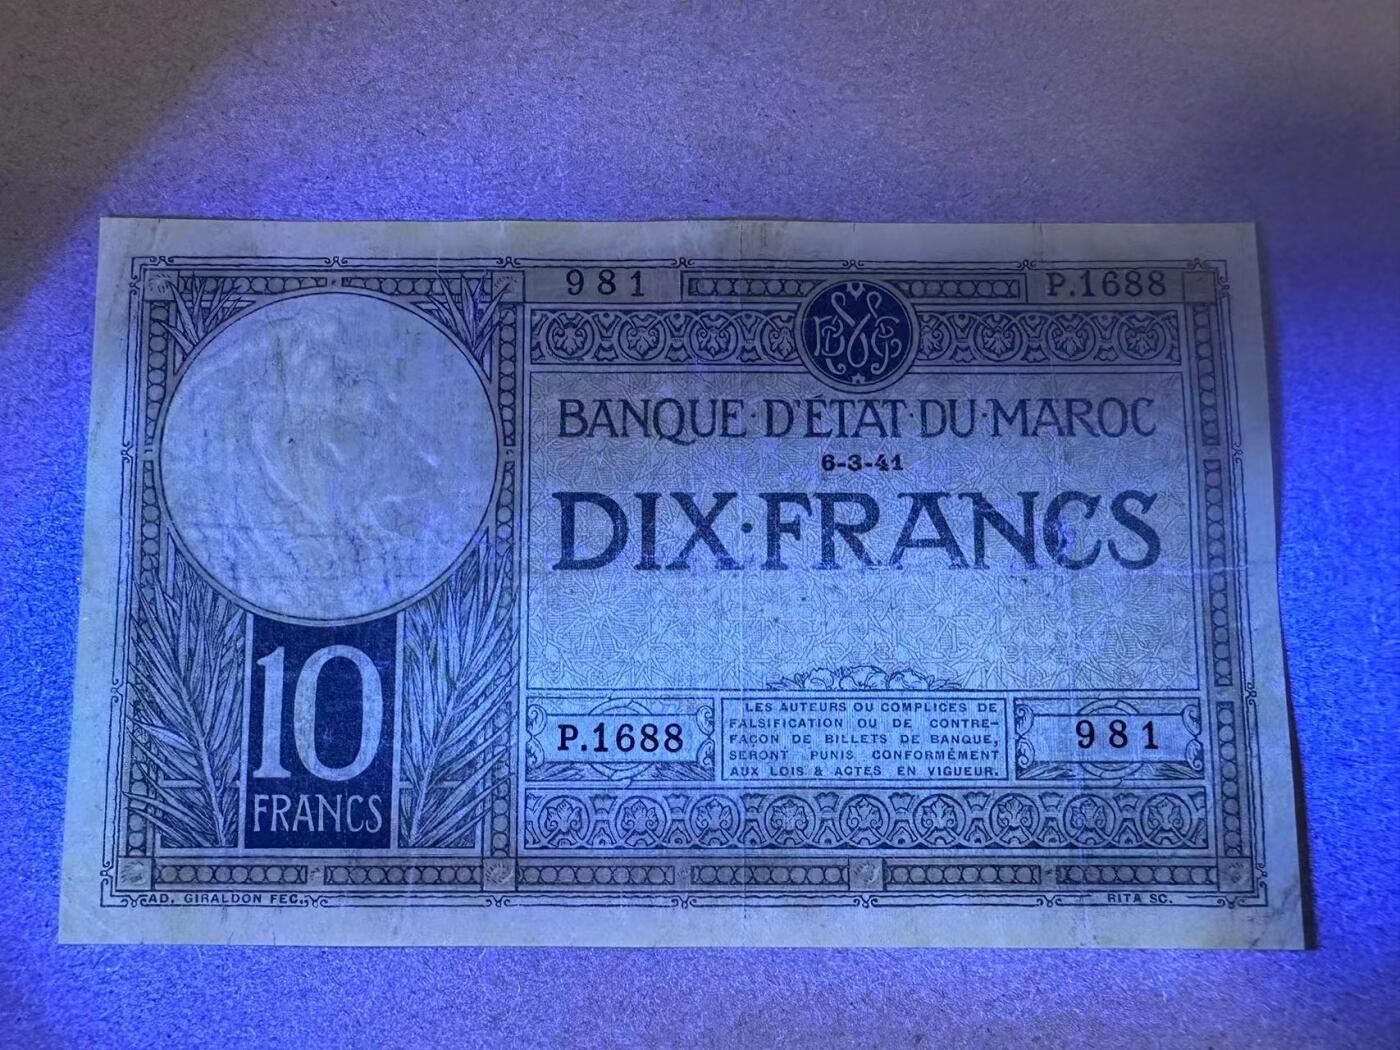 981 P.1688
BANQUE·D'ÉTAT·DU·MAROC
6-3-41
DIX·FRANCS
10
FRANCS
P.1688
LES AUTEURS OU COMPLICES DE
FALSIFICATION OU DE CONTRE-
FAÇON DE BILLETS DE BANQUE,
SERONT PUNIS CONFORMÉMENT
AUX LOIS & ACTES EN VIGUEUR.
981
AD. GIRALDON FEC. RITA SC.